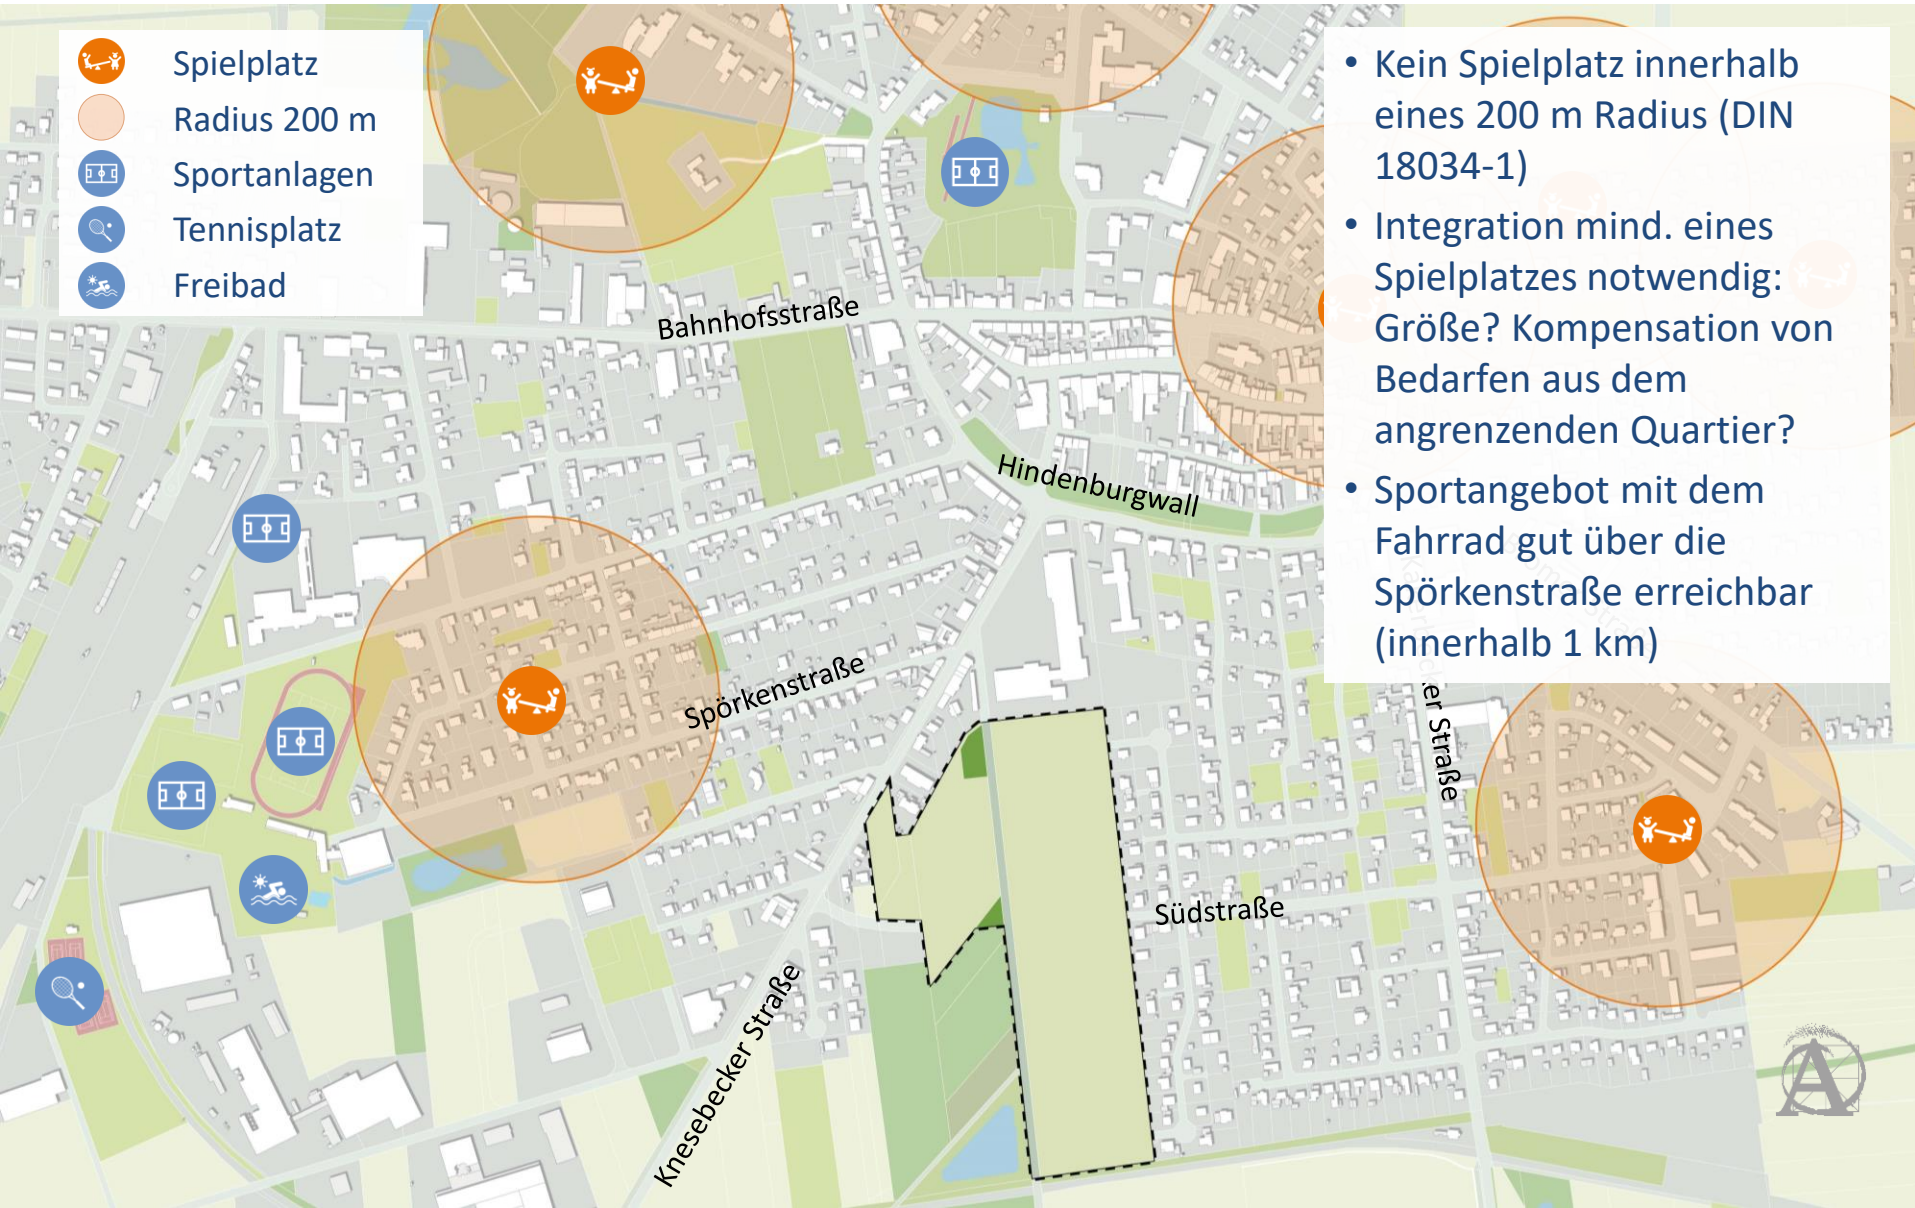 Spielplatz
Radius 200 m
Sportanlagen
Tennisplatz
Freibad
• Kein Spielplatz innerhalb
eines 200 m Radius (DIN
18034-1)
• Integration mind. eines
Spielplatzes notwendig:
Größe? Kompensation von
Bedarfen aus dem
angrenzenden Quartier?
• Sportangebot mit dem
Fahrrad gut über die
Spörkenstraße erreichbar
(innerhalb 1 km)
Bahnhofsstraße
Hindenburgwall
Spörkenstraße
ker Straße
Südstraße
Knesebecker Straße
A